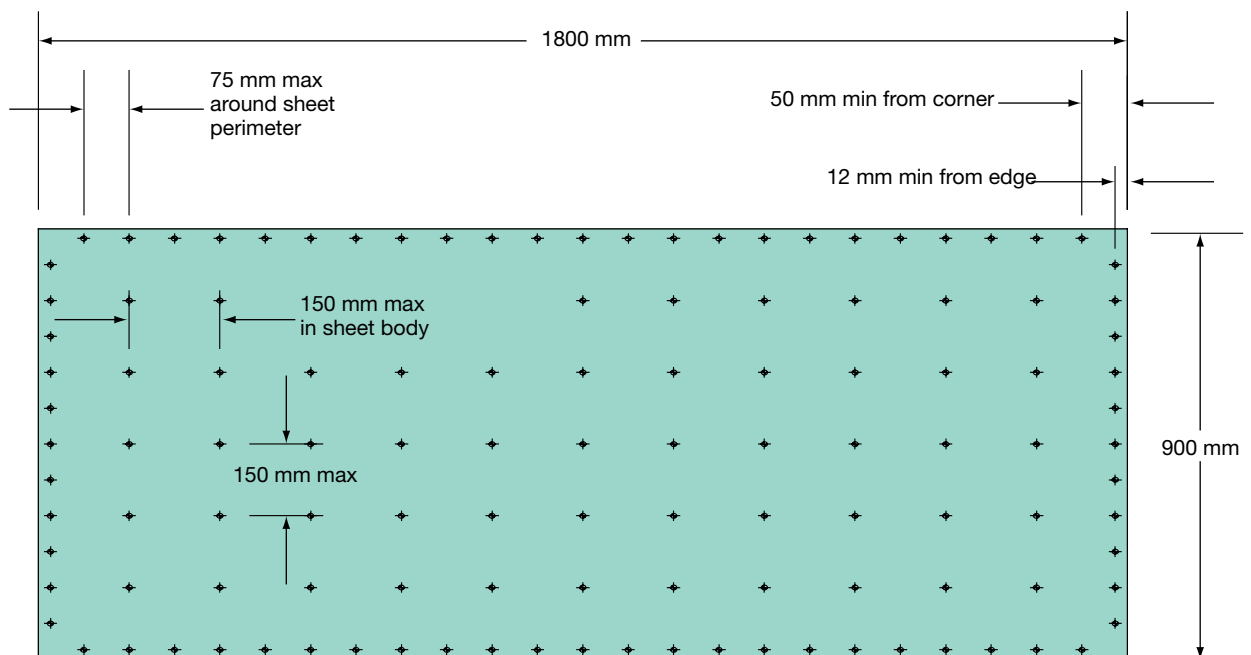 1800 mm
75 mm max
around sheet
perimeter
50 mm min from corner
12 mm min from edge
150 mm max
in sheet body
150 mm max
900 mm